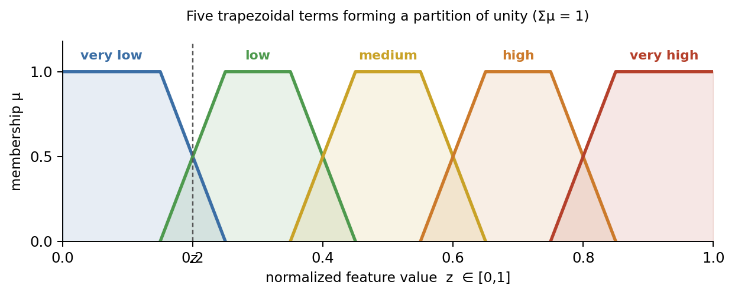 Five trapezoidal terms forming a partition of unity (Σμ = 1)
very low low medium high very high
1.0
0.5
0.0
membership μ
0.0 0.2 0.4 0.6 0.8 1.0
z
normalized feature value z ∈ [0,1]